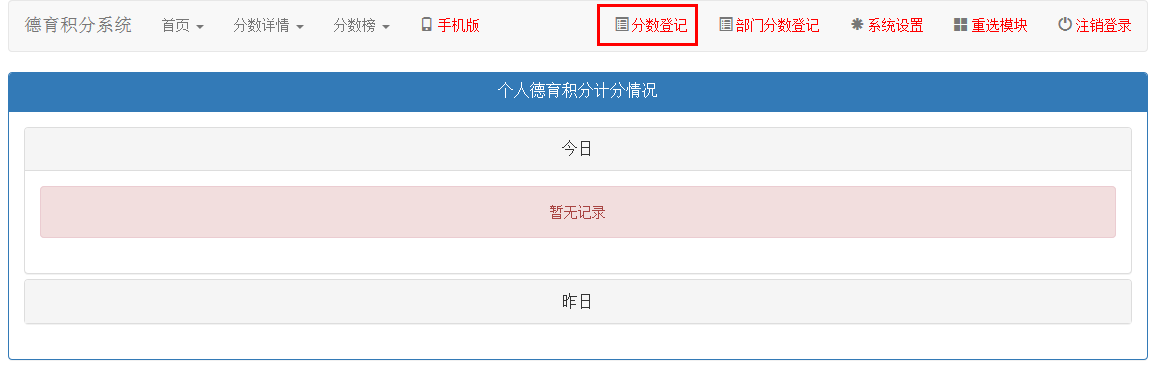 德育积分系统 首页 分数详情 分数榜 手机版 分数登记 部门分数登记 系统设置 重选模块 注销登录
个人德育积分计分情况
今日
暂无记录
昨日